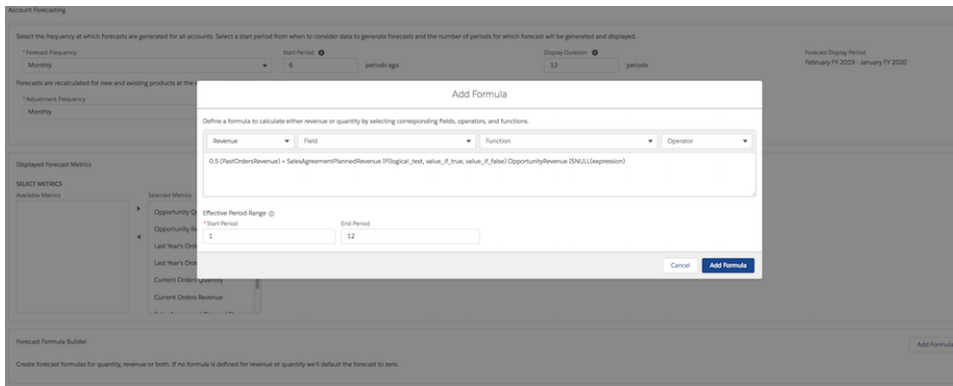 Account Forecasting
Select the frequency at which forecasts are generated for all accounts. Select a start period from when to consider data to generate forecasts and the number of periods for which forecast will be generated and displayed.
*Forecast Frequency
Start Period
Display Duration
Forecast Display Period
Monthly
6
periods ago
12
periods
February FY 2019 - January FY 2020
Forecasts are recalculated for new and existing products at the
*Adjustment Frequency
Monthly
Add Formula
Define a formula to calculate either revenue or quantity by selecting corresponding fields, operators, and functions.
Revenue
Field
Function
Operator
0.5 (PastOrdersRevenue) + SalesAgreementPlannedRevenue IF(logical_test, value_if_true, value_if_false) OpportunityRevenue ISNULL(expression)
Effective Period Range
*Start Period
End Period
1
12
Cancel
Add Formula
Displayed Forecast Metrics
SELECT METRICS
Available Metrics
Selected Metrics
Opportunity Q
Opportunity Re
Last Year's Ord
Last Year's Ord
Current Orders Quantity
Current Orders Revenue
Forecast Formula Builder
Add Formula
Create forecast formulas for quantity, revenue or both. If no formula is defined for revenue or quantity we'll default the forecast to zero.